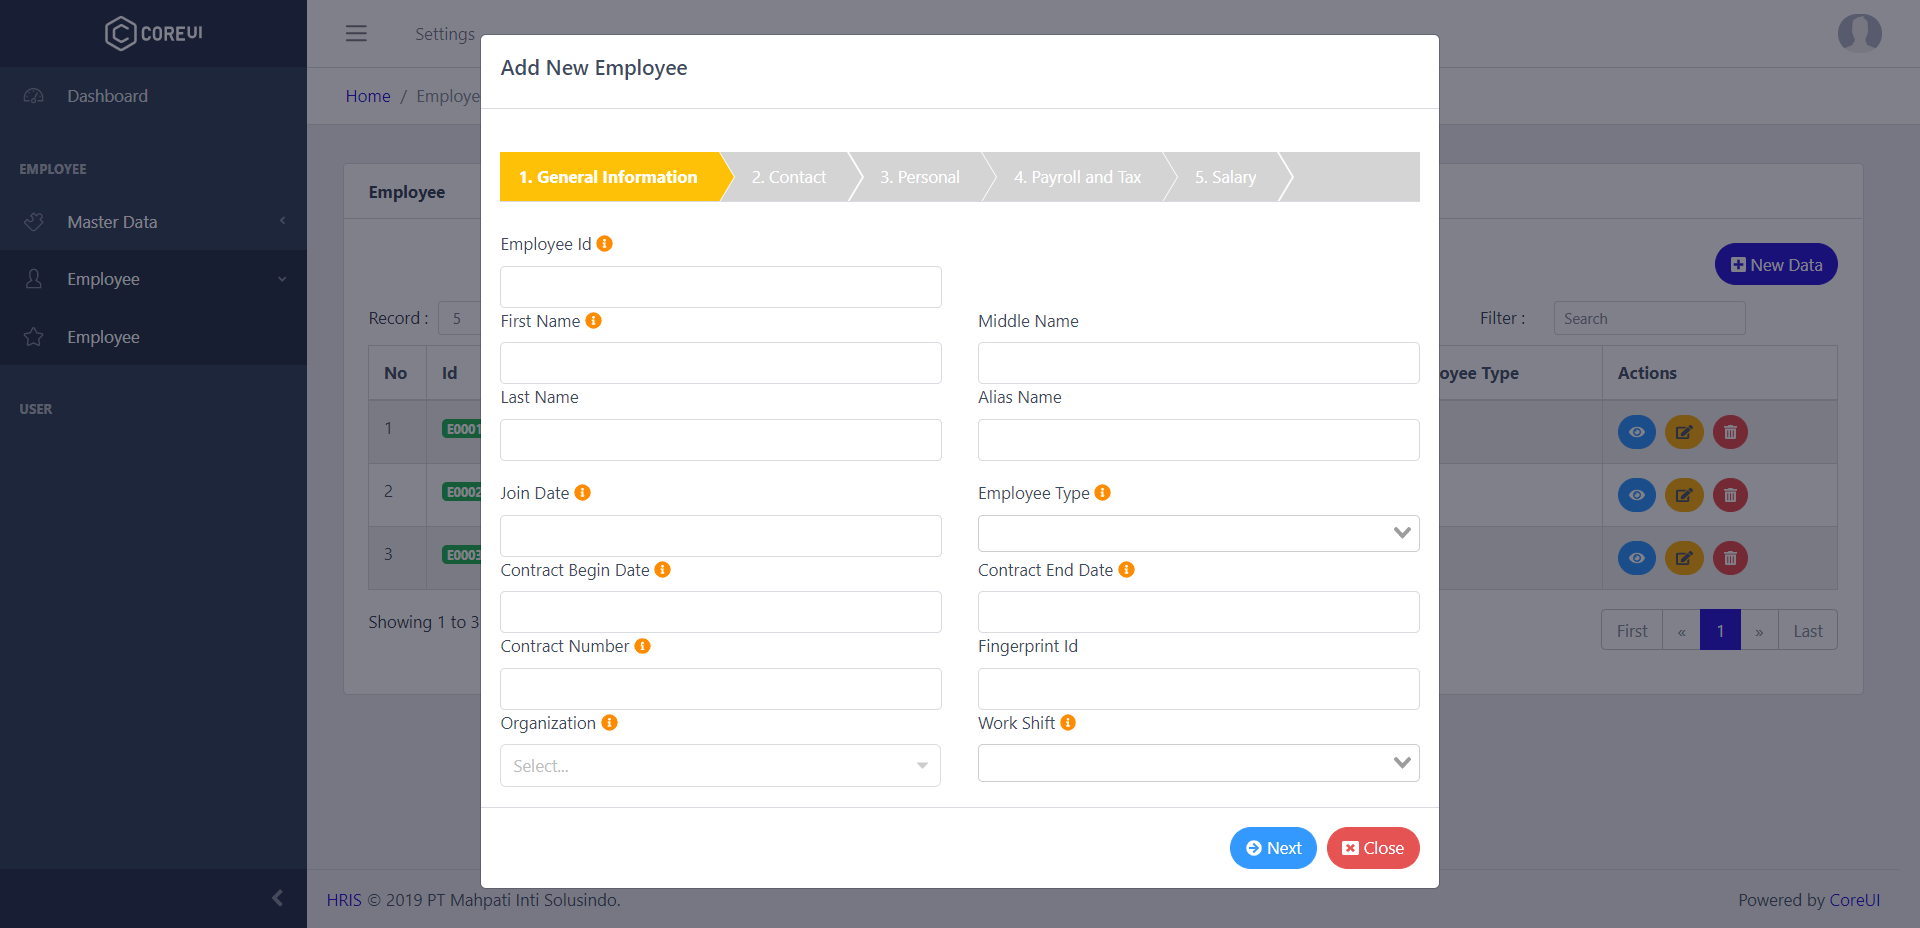 COREUI
Settings
Add New Employee
Dashboard
Home / Employe
EMPLOYEE
1. General Information 2. Contact 3. Personal 4. Payroll and Tax 5. Salary
Employee
Master Data
Employee Id
New Data
Employee
First Name Middle Name
Record : 5
Filter : Search
Employee
No Id
oyee Type Actions
Last Name Alias Name
USER
1 E0001
2 E0002
Join Date Employee Type
3 E0003
Contract Begin Date Contract End Date
Showing 1 to 3
First « 1 » Last
Contract Number Fingerprint Id
Organization Work Shift
Select...
Next Close
HRIS © 2019 PT Mahpati Inti Solusindo.
Powered by CoreUI